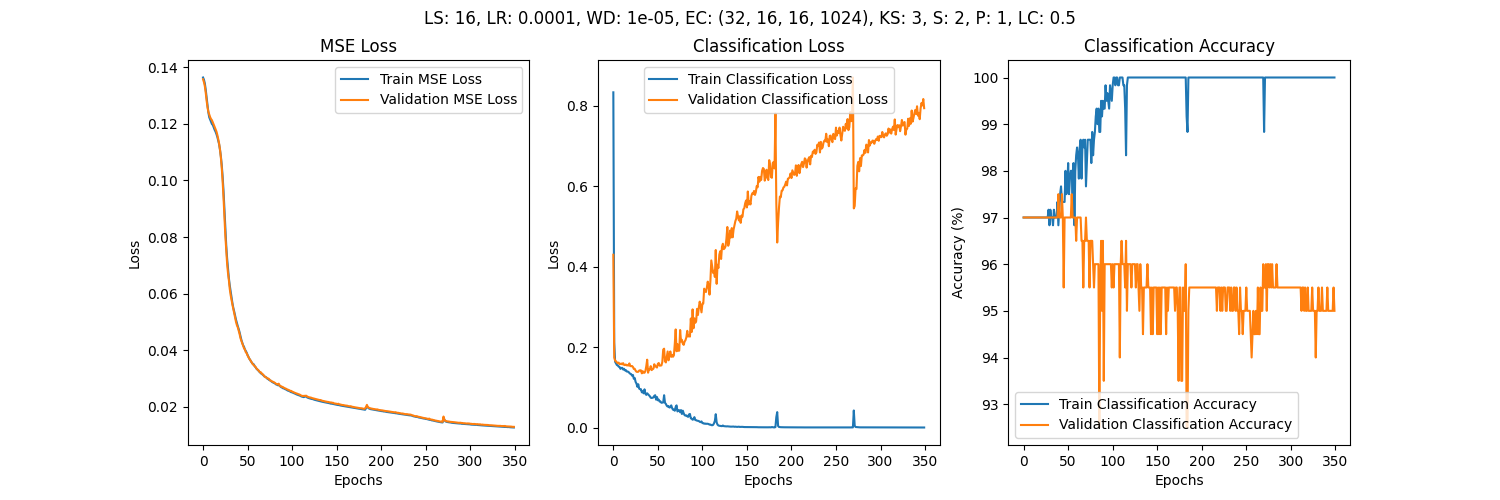 LS: 16, LR: 0.0001, WD: 1e-05, EC: (32, 16, 16, 1024), KS: 3, S: 2, P: 1, LC: 0.5
MSE Loss
Loss
0.14
0.12
0.10
0.08
0.06
0.04
0.02
Train MSE Loss
Validation MSE Loss
0 50 100 150 200 250 300 350
Epochs
Classification Loss
Loss
0.8
0.6
0.4
0.2
0.0
Train Classification Loss
Validation Classification Loss
0 50 100 150 200 250 300 350
Epochs
Classification Accuracy
Accuracy (%)
100
99
98
97
96
95
94
93
Train Classification Accuracy
Validation Classification Accuracy
0 50 100 150 200 250 300 350
Epochs